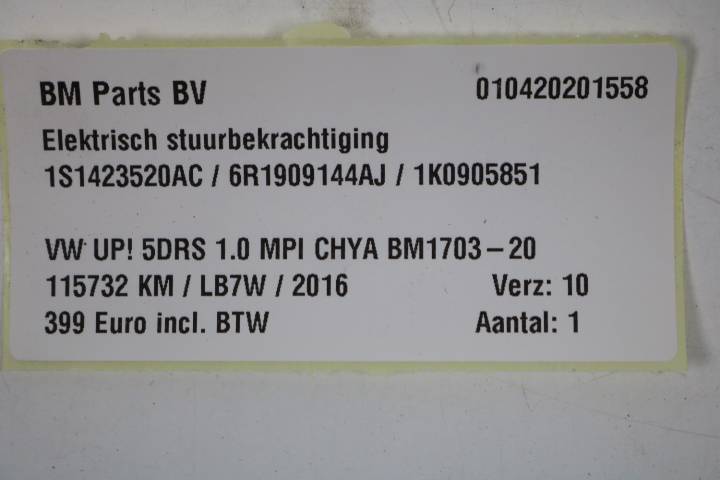 BM Parts BV 010420201558
Elektrisch stuurbekrachtiging
1S1423520AC / 6R1909144AJ / 1K0905851
VW UP! 5DRS 1.0 MPI CHYA BM1703-20
115732 KM / LB7W / 2016 Verz: 10
399 Euro incl. BTW Aantal: 1